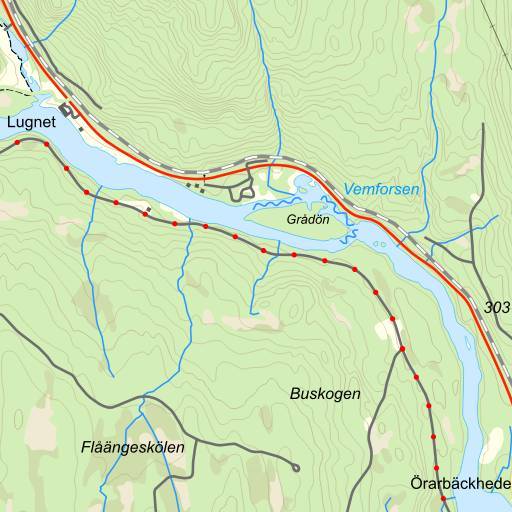 Lugnet
Vemforsen
Grådön
303
Buskogen
Flåängeskölen
Örarbäckhede